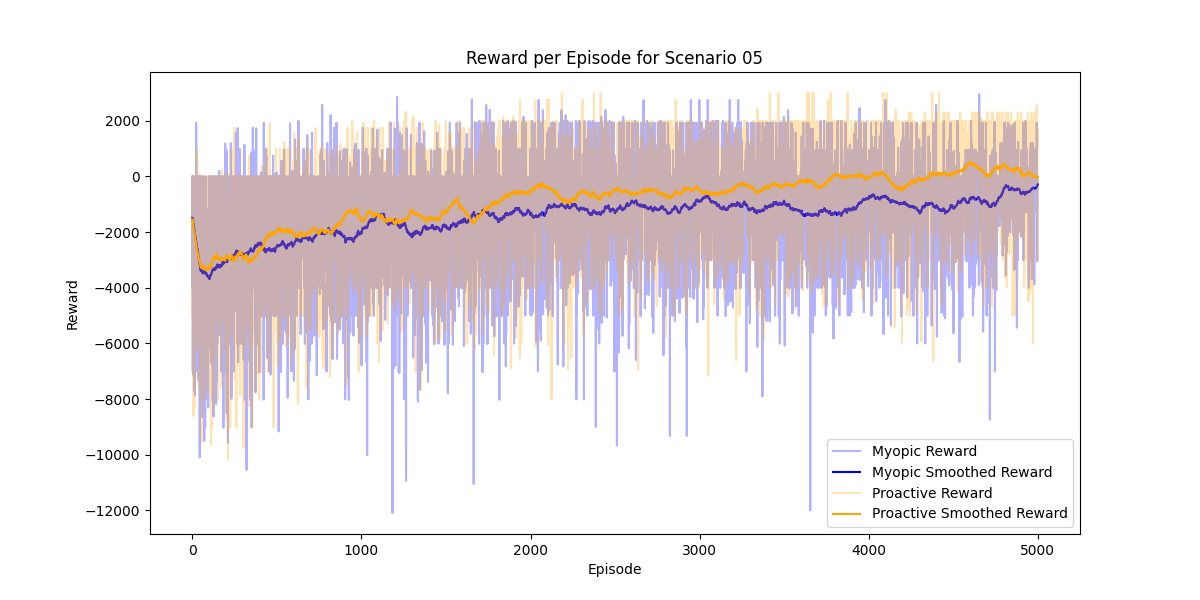 Reward per Episode for Scenario 05
Reward
2000
0
−2000
−4000
−6000
−8000
−10000
−12000
0 1000 2000 3000 4000 5000
Episode
Myopic Reward
Myopic Smoothed Reward
Proactive Reward
Proactive Smoothed Reward